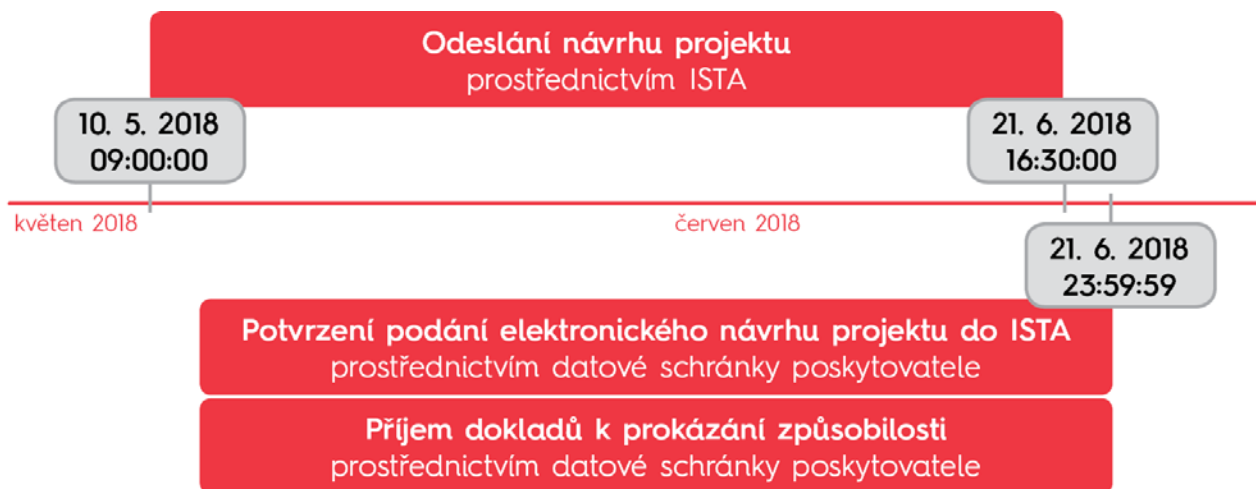 Odeslání návrhu projektu
prostřednictvím ISTA
10. 5. 2018
09:00:00
21. 6. 2018
16:30:00
květen 2018
červen 2018
21. 6. 2018
23:59:59
Potvrzení podání elektronického návrhu projektu do ISTA
prostřednictvím datové schránky poskytovatele
Příjem dokladů k prokázání způsobilosti
prostřednictvím datové schránky poskytovatele